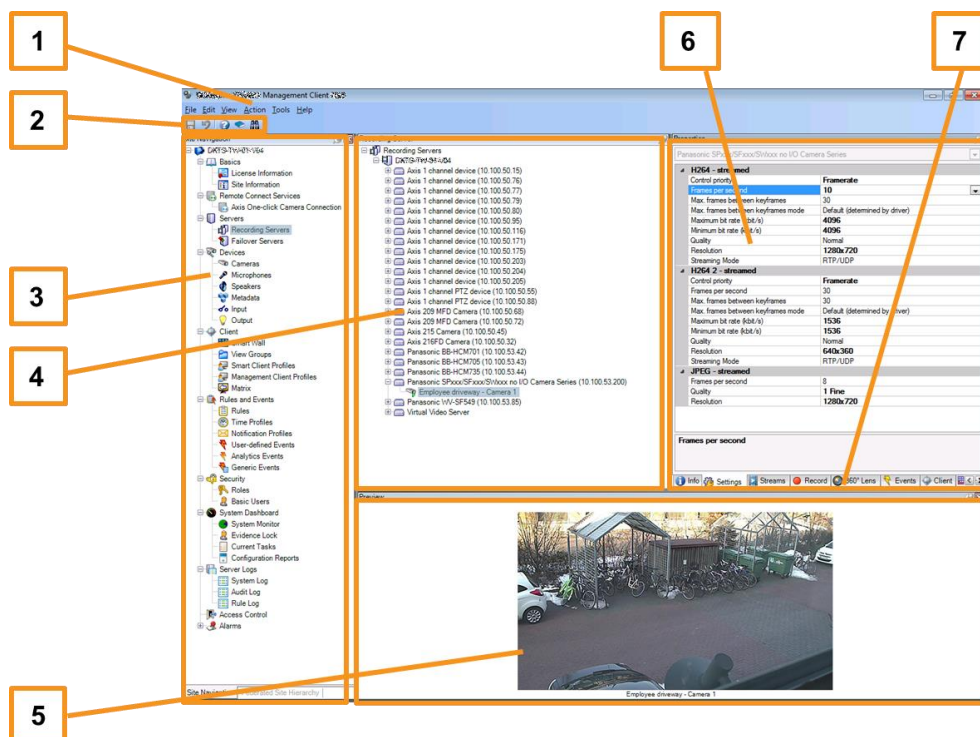 1
6
7
Management Client
File Edit View Action Tools Help
2
Basics
License Information
Site Information
Remote Connect Services
Axis One-click Camera Connection
Servers
Recording Servers
Failover Servers
Devices
Cameras
3
Microphones
Speakers
Metadata
Input
Output
Client
Smart Wall
View Groups
Smart Client Profiles
Management Client Profiles
Matrix
Rules and Events
Rules
Time Profiles
Notification Profiles
User-defined Events
Analytics Events
Generic Events
Security
Roles
Basic Users
System Dashboard
System Monitor
Evidence Lock
Current Tasks
Configuration Reports
Server Logs
System Log
Audit Log
Rule Log
Access Control
Alarms
Site Hierarchy
4
Recording Servers
Axis 1 channel device (10.100.50.15)
Axis 1 channel device (10.100.50.76)
Axis 1 channel device (10.100.50.77)
Axis 1 channel device (10.100.50.79)
Axis 1 channel device (10.100.50.80)
Axis 1 channel device (10.100.50.95)
Axis 1 channel device (10.100.50.116)
Axis 1 channel device (10.100.50.171)
Axis 1 channel device (10.100.50.175)
Axis 1 channel device (10.100.50.203)
Axis 1 channel device (10.100.50.204)
Axis 1 channel device (10.100.50.205)
Axis 1 channel PTZ device (10.100.50.55)
Axis 1 channel PTZ device (10.100.50.88)
Axis 209 MFD Camera (10.100.50.68)
Axis 209 MFD Camera (10.100.50.72)
Axis 215 Camera (10.100.50.45)
Axis 216FD Camera (10.100.50.32)
Panasonic BB-HCM701 (10.100.53.42)
Panasonic BB-HCM705 (10.100.53.43)
Panasonic BB-HCM735 (10.100.53.44)
Panasonic SPxxx/SFxxx/SWxxx no I/O Camera Series (10.100.53.200)
Employee driveway - Camera 1
Panasonic WV-SF549 (10.100.53.85)
Virtual Video Server
Panasonic SPxxx/SFxxx/SWxxx no I/O Camera Series
H264 - streamed
Control priority Framerate
Frames per second 10
Max. frames between keyframes 30
Max. frames between keyframes mode Default (determined by driver)
Maximum bit rate (kbit/s) 4096
Minimum bit rate (kbit/s) 4096
Quality Normal
Resolution 1280x720
Streaming Mode RTP/UDP
H264 2 - streamed
Control priority Framerate
Frames per second 30
Max. frames between keyframes 30
Max. frames between keyframes mode Default (determined by driver)
Maximum bit rate (kbit/s) 1536
Minimum bit rate (kbit/s) 1536
Quality Normal
Resolution 640x360
Streaming Mode RTP/UDP
JPEG - streamed
Frames per second 8
Quality 1 Fine
Resolution 1280x720
Frames per second
Info Settings Streams Record 360° Lens Events Client
Preview
Employee driveway - Camera 1
5